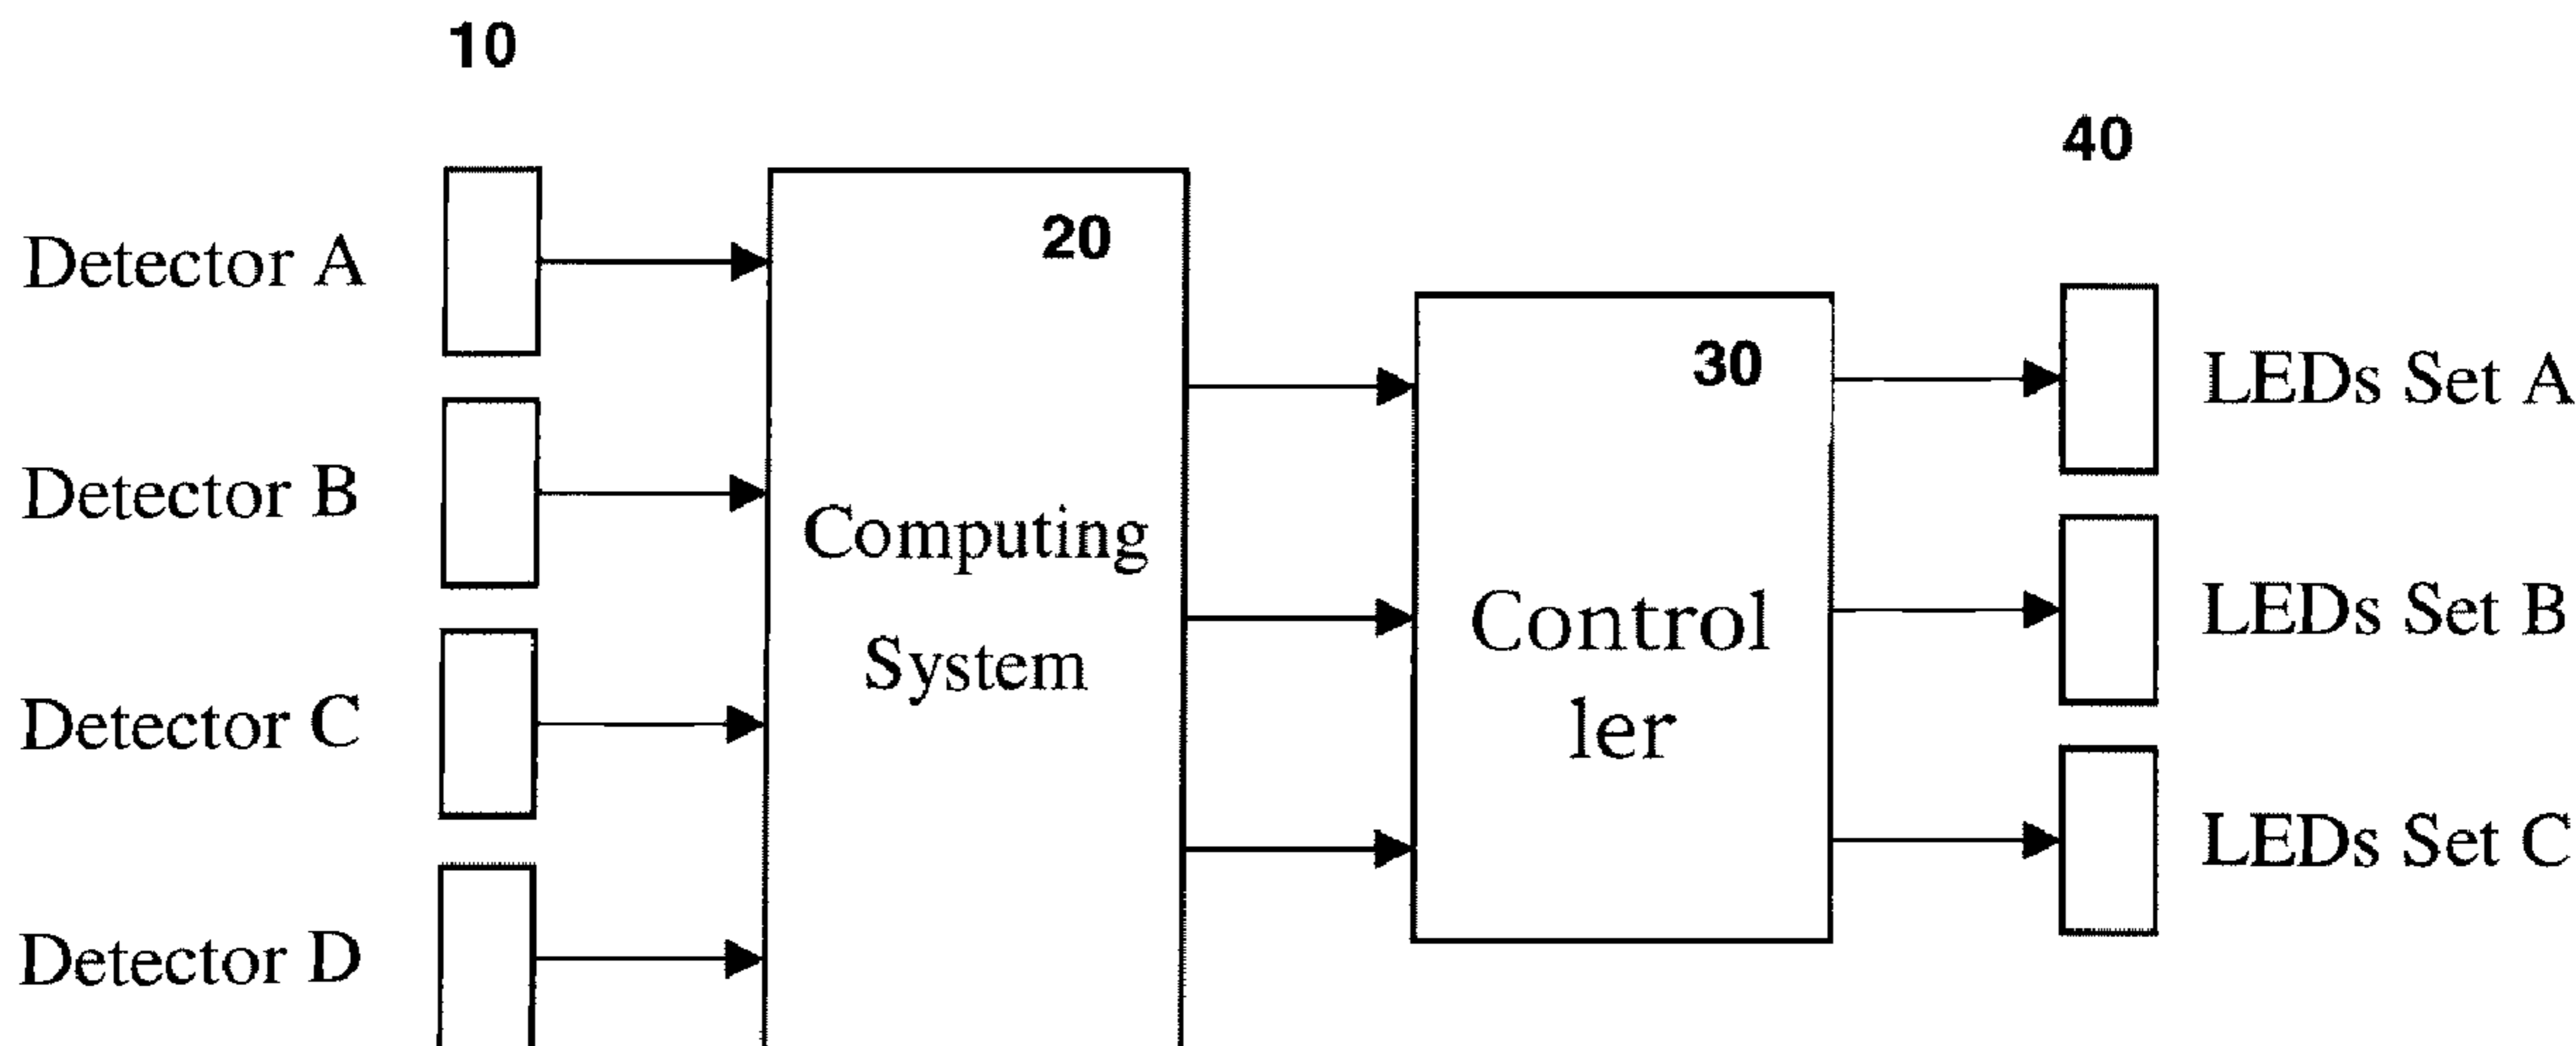 10
40
20
30
Detector A
Detector B
Detector C
Detector D
Computing
System
Control
ler
LEDs Set A
LEDs Set B
LEDs Set C